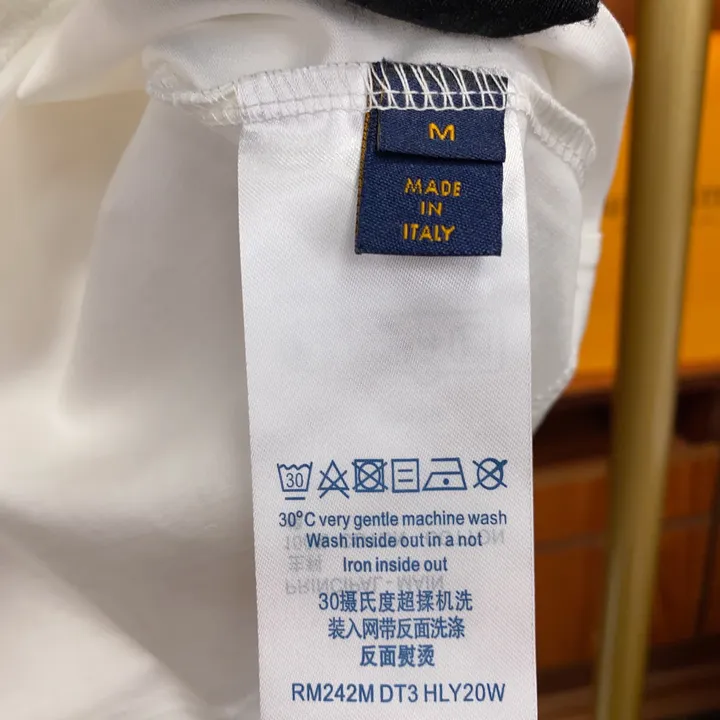 M
MADE
IN
ITALY
30
30°C very gentle machine wash
Wash inside out in a not
Iron inside out
PRINCIPAL - MAIN
30摄氏度超揉机洗
装入网带反面洗涤
反面熨烫
RM242M DT3 HLY20W